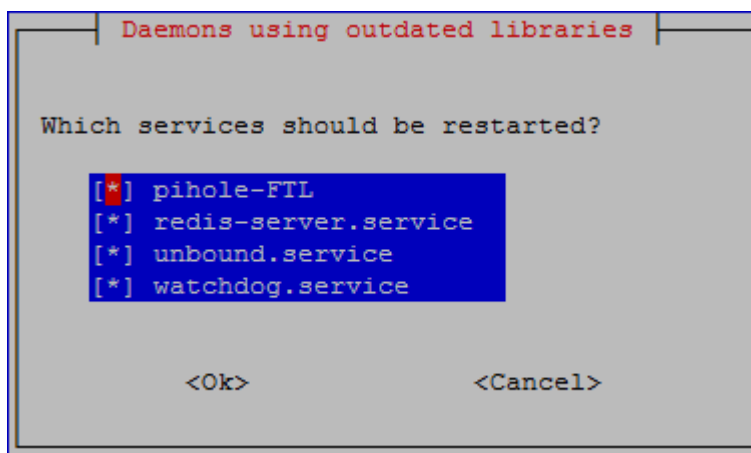 Daemons using outdated libraries
Which services should be restarted?
[*] pihole-FTL
[*] redis-server.service
[*] unbound.service
[*] watchdog.service
<Ok> <Cancel>